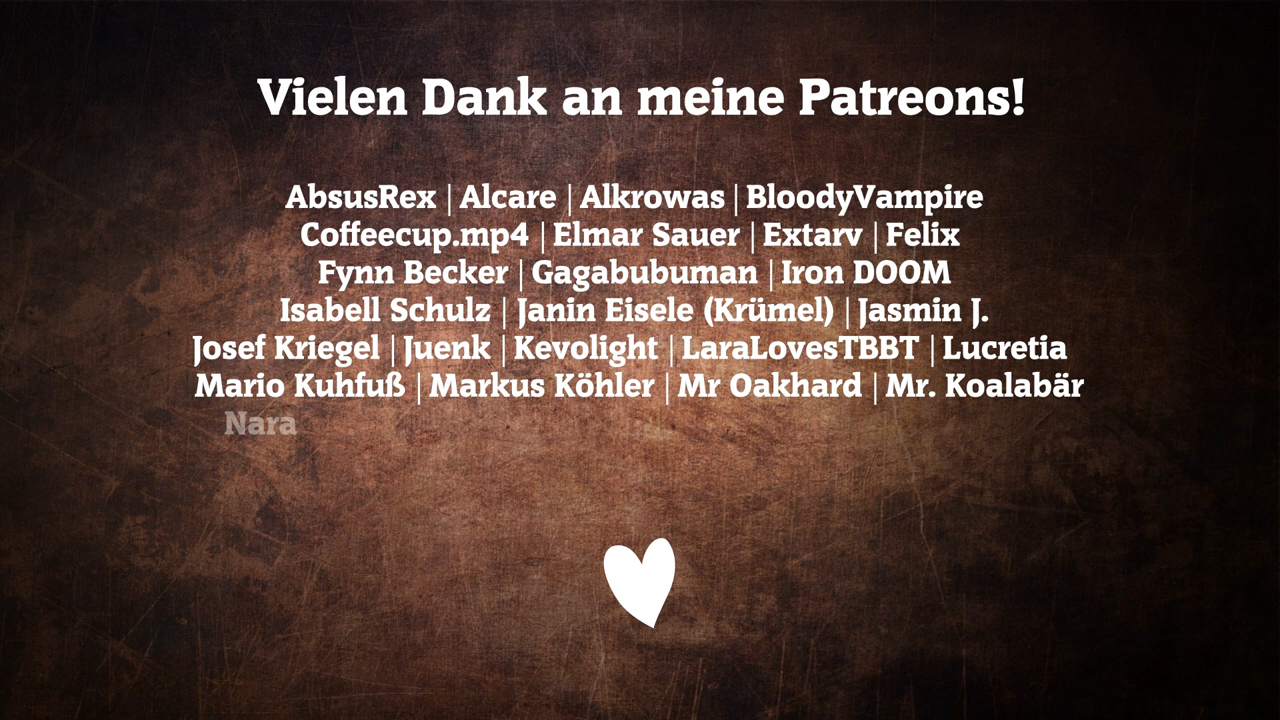 Vielen Dank an meine Patreons!
AbsusRex | Alcare | Alkrowas | BloodyVampire
Coffeecup.mp4 | Elmar Sauer | Extarv | Felix
Fynn Becker | Gagabubuman | Iron DOOM
Isabell Schulz | Janin Eisele (Krümel) | Jasmin J.
Josef Kriegel | Juenk | Kevolight | LaraLovesTBBT | Lucretia
Mario Kuhfuß | Markus Köhler | Mr Oakhard | Mr. Koalabär
Nara